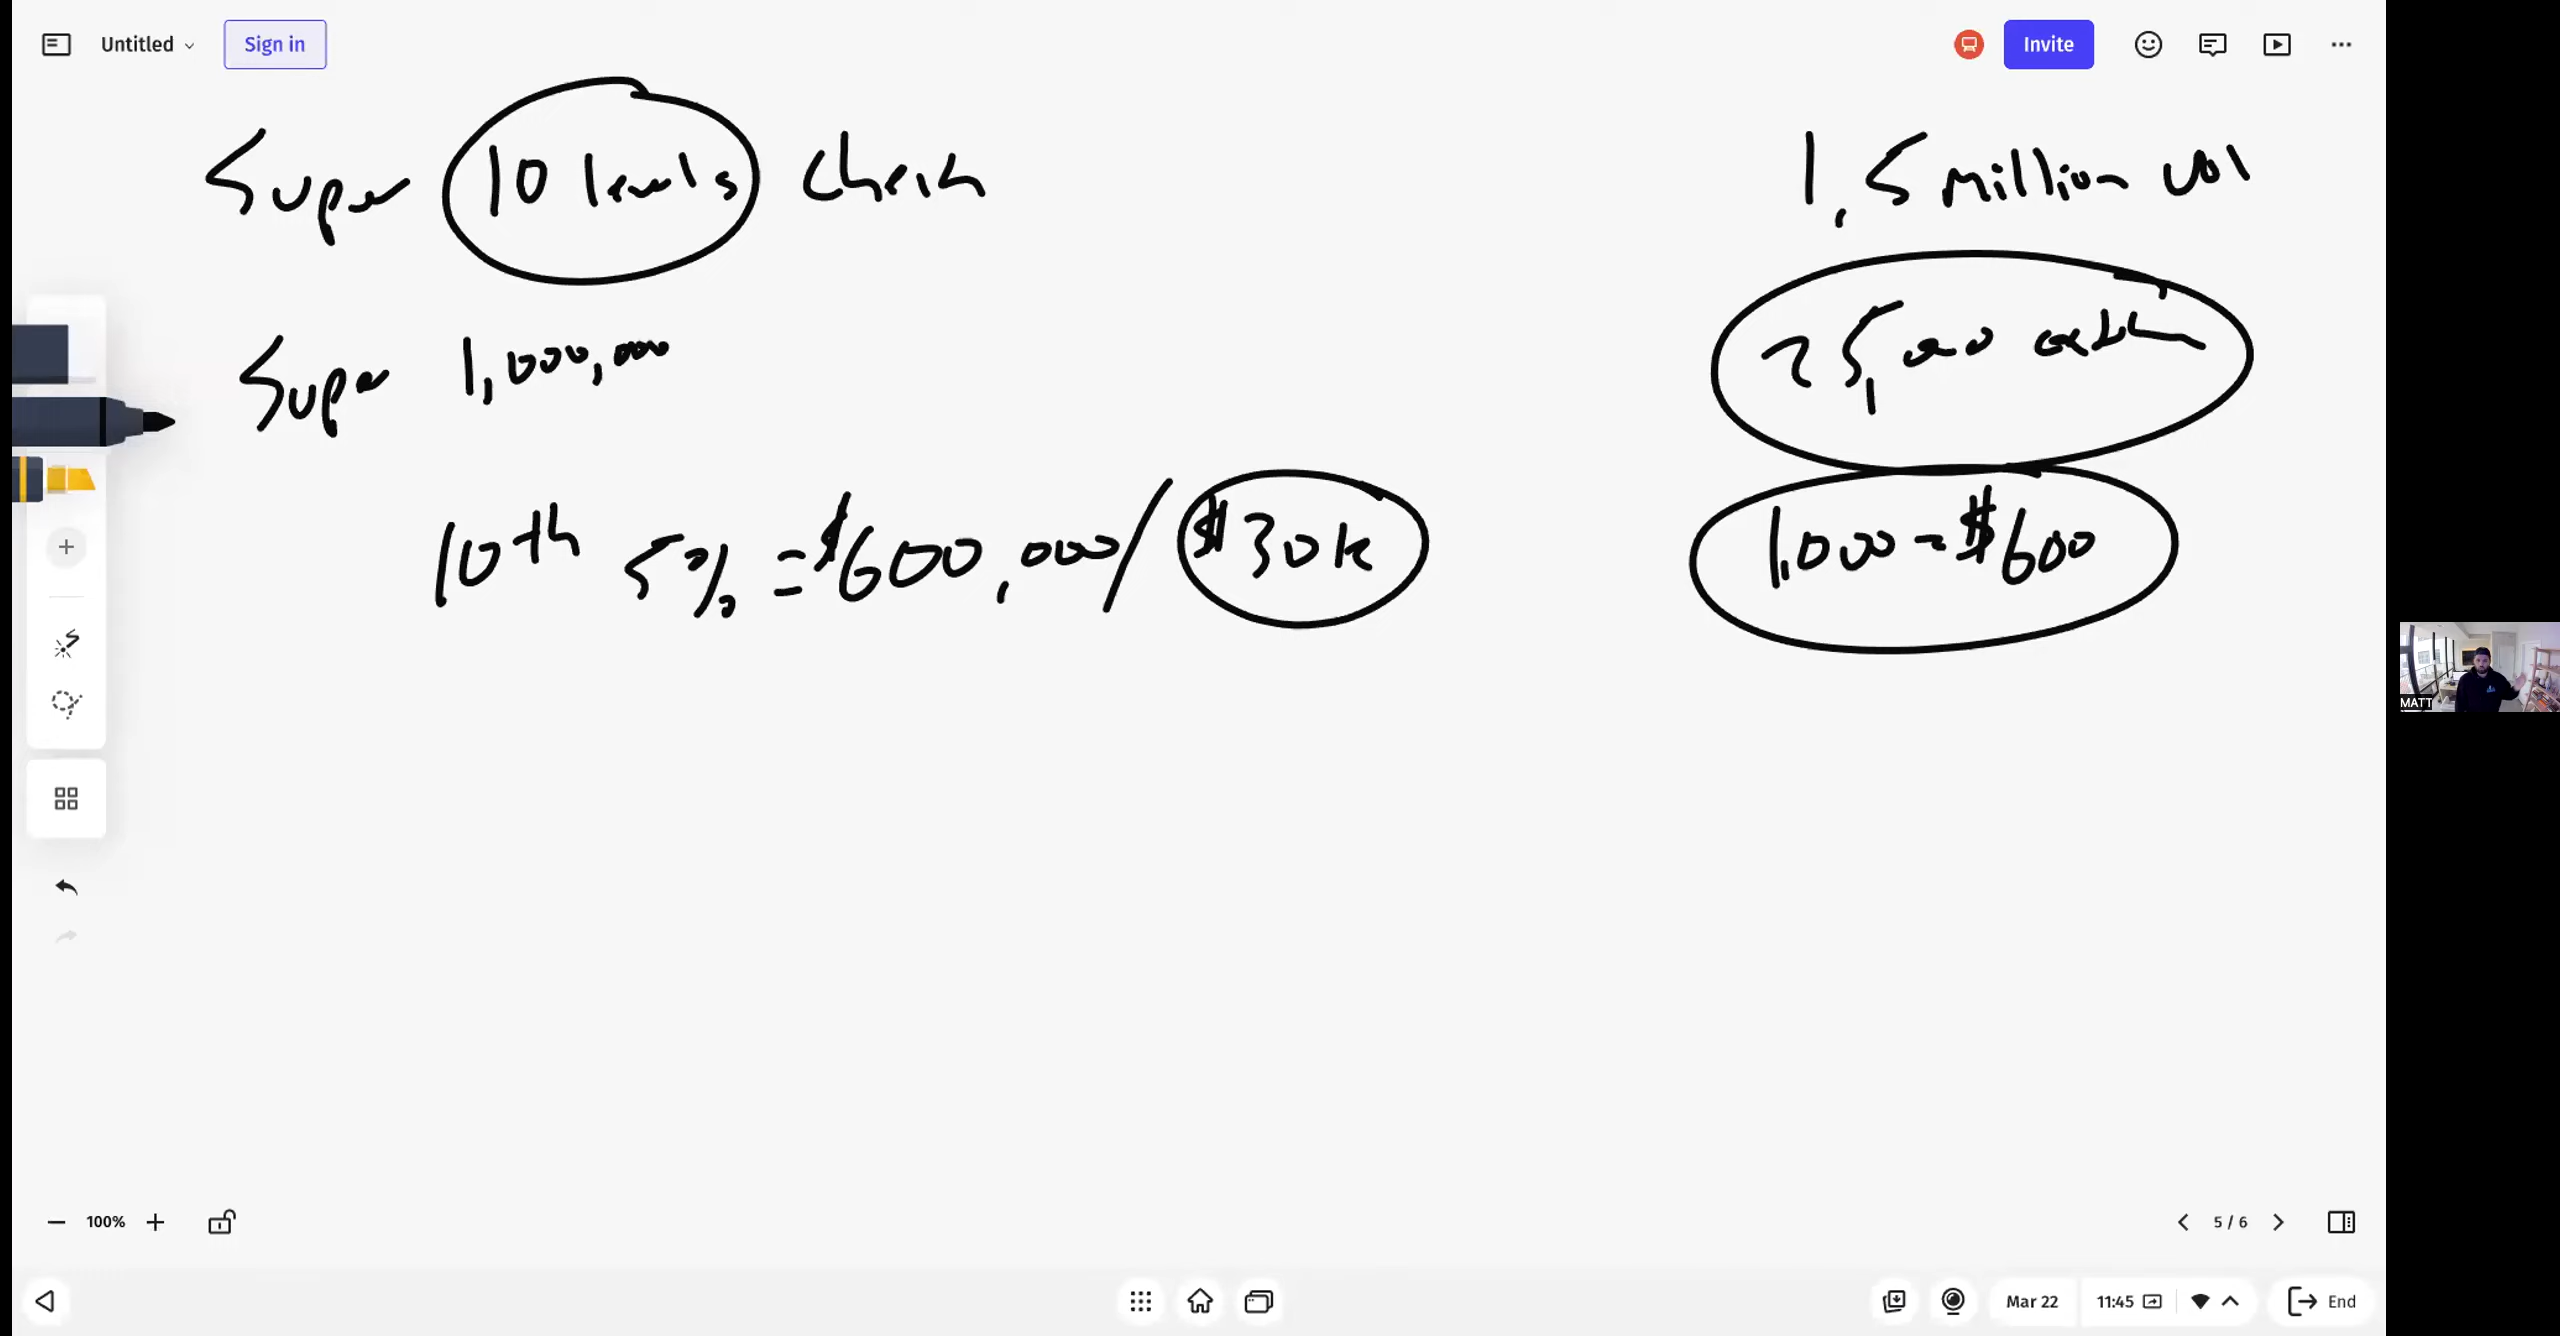 Untitled
Sign in
Invite
Super 10 levels check
1.5 million vol
Super 1,000,000
25,000
10th 5% = $600,000/ $30k
1,000 = $600
MATT
100%
5 / 6
Mar 22
11:45
End